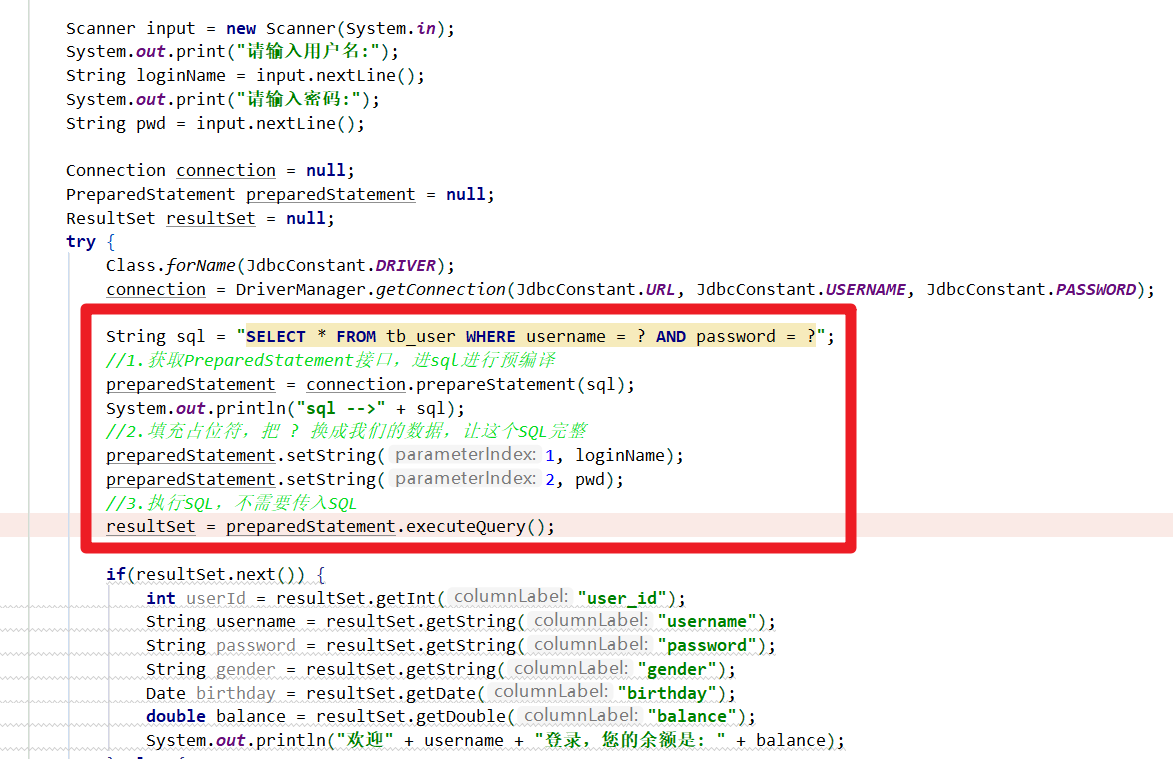 Scanner input = new Scanner(System.in);
System.out.print("请输入用户名:");
String loginName = input.nextLine();
System.out.print("请输入密码:");
String pwd = input.nextLine();
Connection connection = null;
PreparedStatement preparedStatement = null;
ResultSet resultSet = null;
try {
Class.forName(JdbcConstant.DRIVER);
connection = DriverManager.getConnection(JdbcConstant.URL, JdbcConstant.USERNAME, JdbcConstant.PASSWORD);
String sql = "SELECT * FROM tb_user WHERE username = ? AND password = ?";
//1.获取PreparedStatement接口，进sql进行预编译
preparedStatement = connection.prepareStatement(sql);
System.out.println("sql -->" + sql);
//2.填充占位符，把 ? 换成我们的数据，让这个SQL完整
preparedStatement.setString( parameterIndex: 1, loginName);
preparedStatement.setString( parameterIndex: 2, pwd);
//3.执行SQL，不需要传入SQL
resultSet = preparedStatement.executeQuery();
if(resultSet.next()) {
int userId = resultSet.getInt( columnLabel: "user_id");
String username = resultSet.getString( columnLabel: "username");
String password = resultSet.getString( columnLabel: "password");
String gender = resultSet.getString( columnLabel: "gender");
Date birthday = resultSet.getDate( columnLabel: "birthday");
double balance = resultSet.getDouble( columnLabel: "balance");
System.out.println("欢迎" + username + "登录，您的余额是: " + balance);